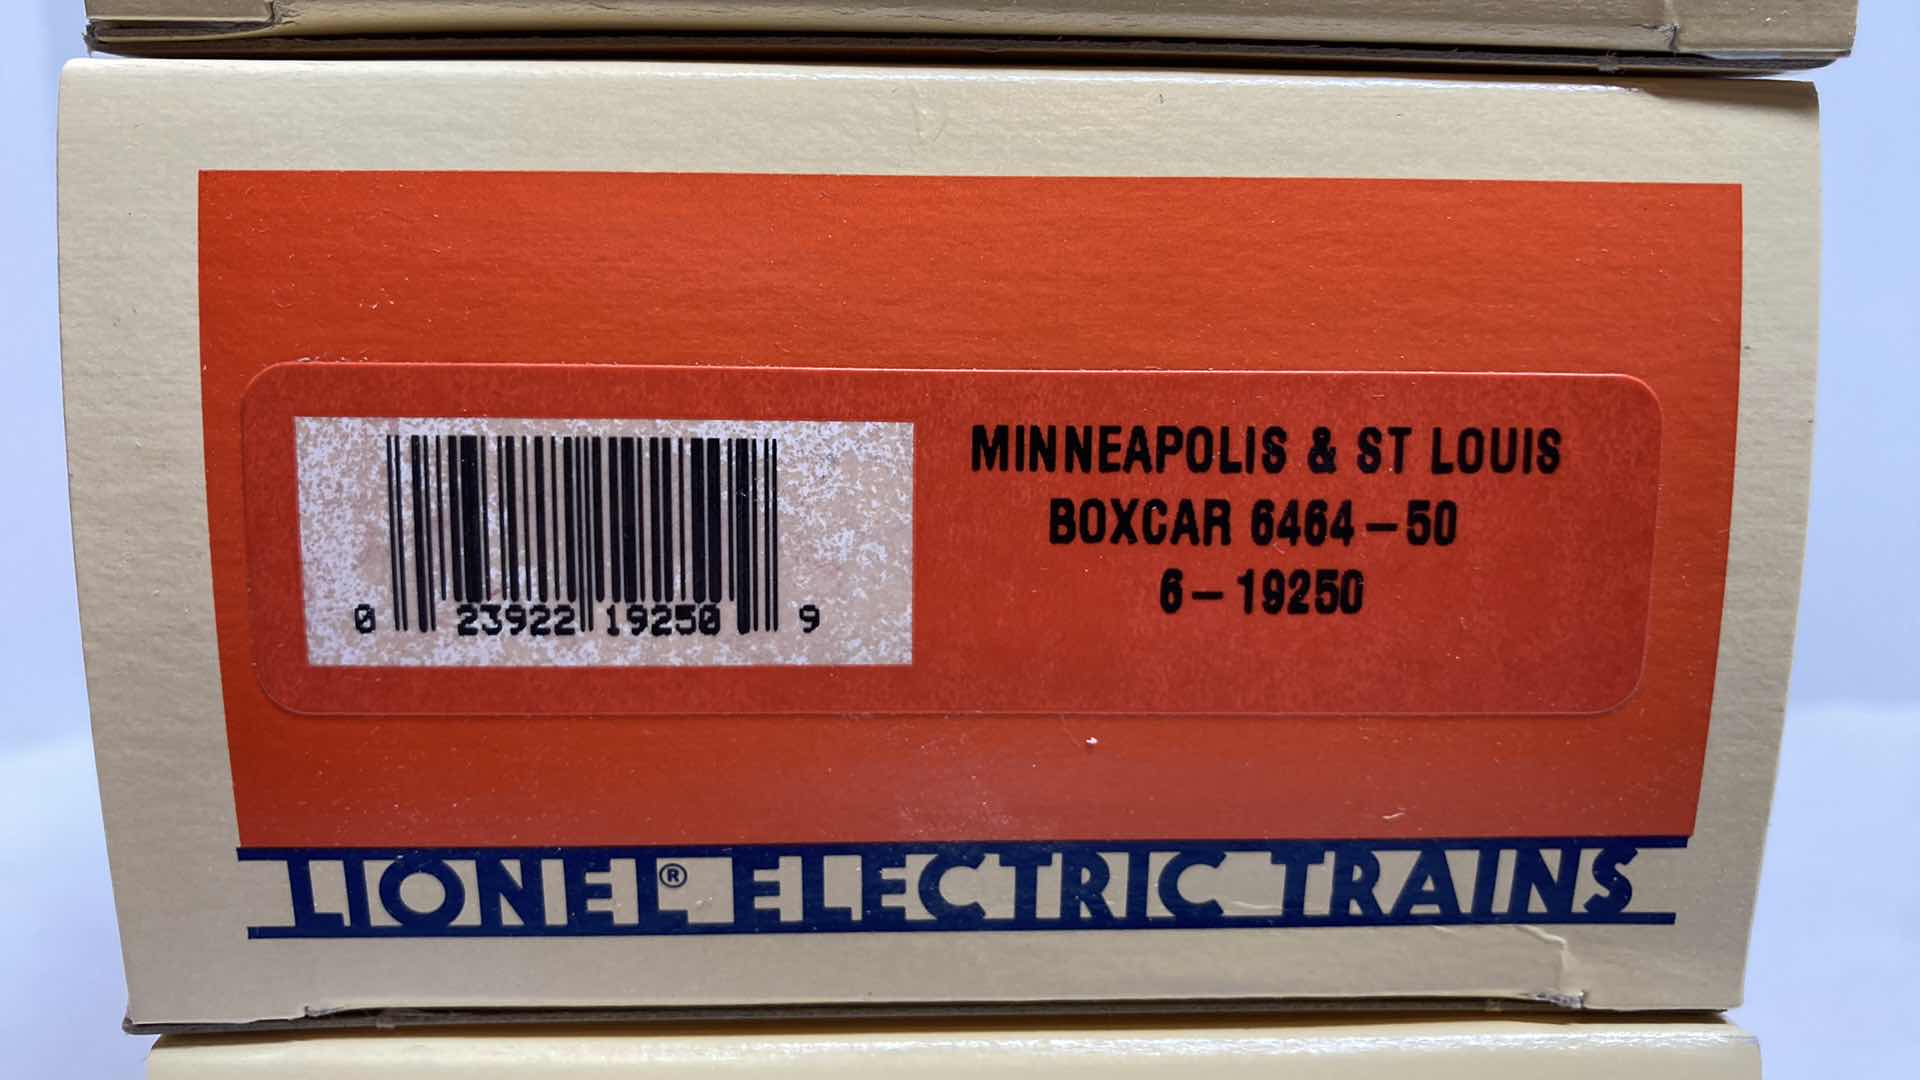 MINNEAPOLIS & ST LOUIS
BOXCAR 6464-50
6-19250
0 23922 19250 9
LIONEL® ELECTRIC TRAINS